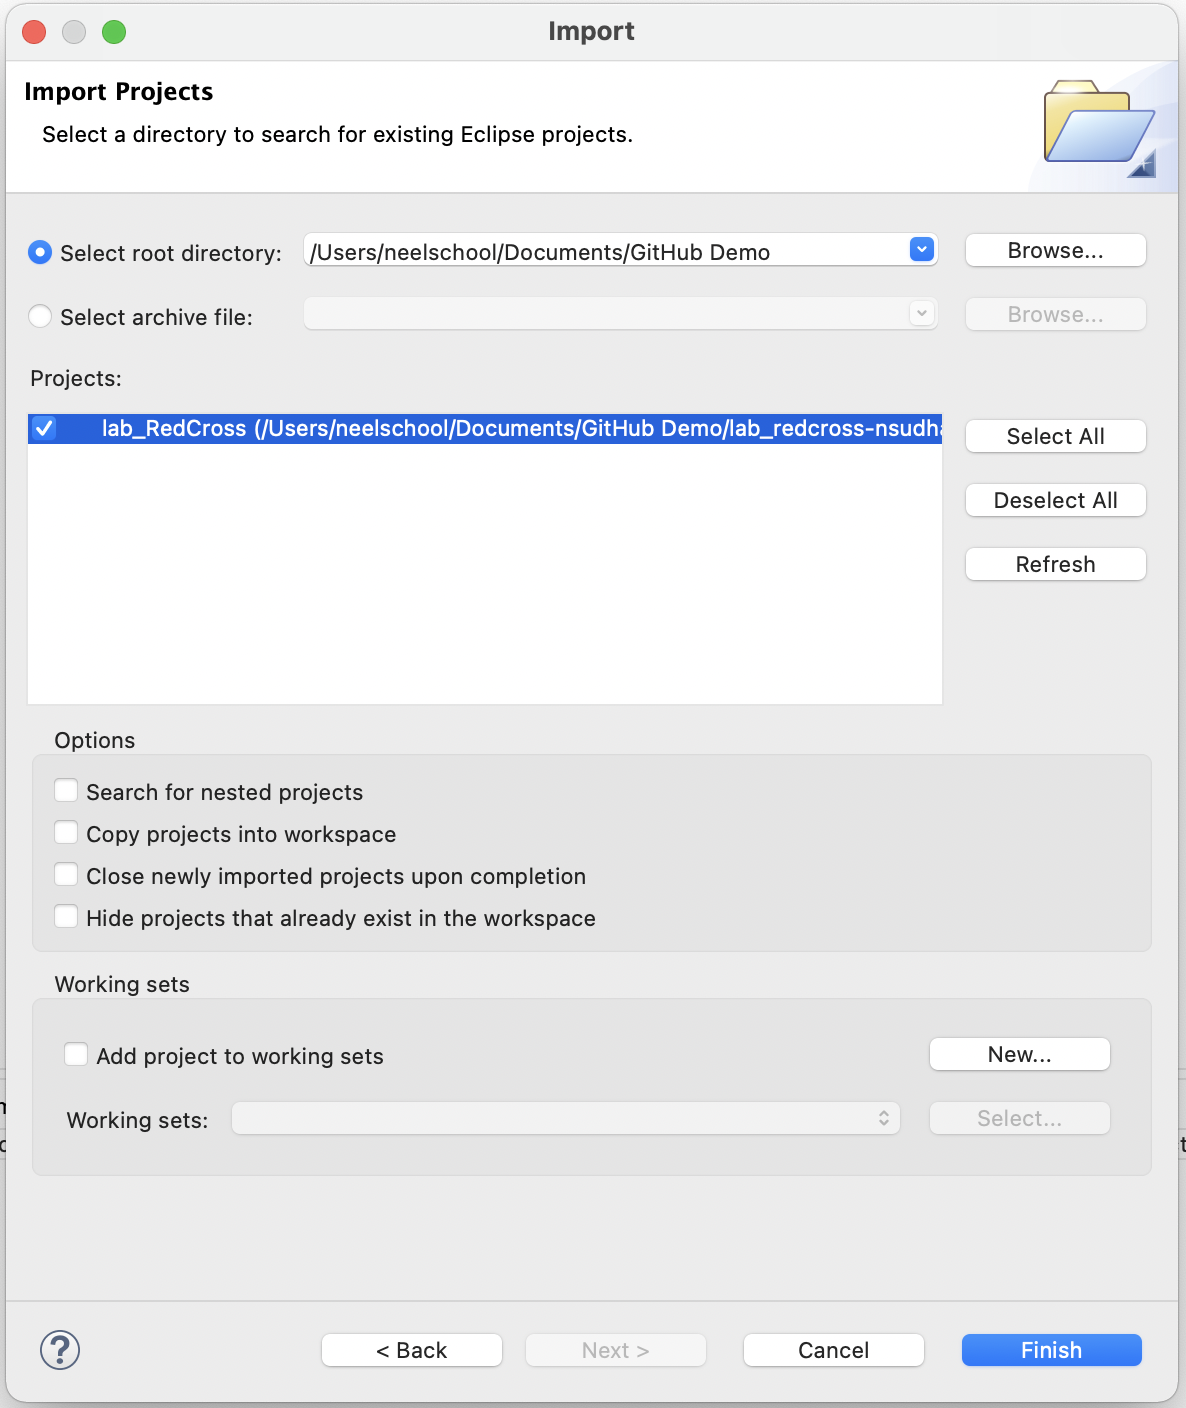 Import
Import Projects
Select a directory to search for existing Eclipse projects.
Select root directory: /Users/neelschool/Documents/GitHub Demo Browse...
Select archive file: Browse...
Projects:
lab_RedCross (/Users/neelschool/Documents/GitHub Demo/lab_redcross-nsudha
Select All
Deselect All
Refresh
Options
Search for nested projects
Copy projects into workspace
Close newly imported projects upon completion
Hide projects that already exist in the workspace
Working sets
Add project to working sets New...
Working sets: Select...
? < Back Next > Cancel Finish